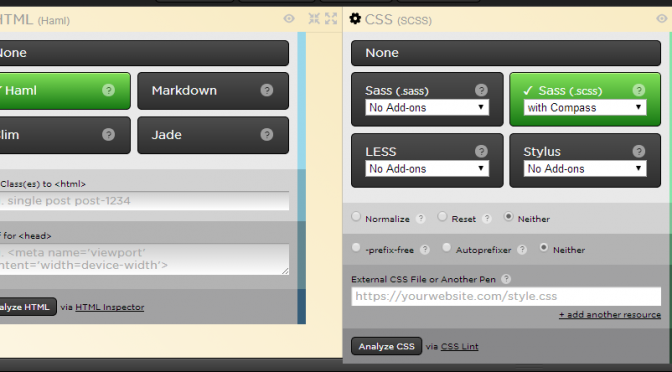 HTML (Haml)
None
✓ Haml ?
Markdown ?
Slim ?
Jade ?
Class(es) to <html>
. single post post-1234
f for <head>
. <meta name='viewport'
ntent='width=device-width'>
alyze HTML via HTML Inspector
CSS (SCSS)
None
Sass (.sass) ?
No Add-ons
✓ Sass (.scss) ?
with Compass
LESS ?
No Add-ons
Stylus ?
No Add-ons
Normalize ? Reset ? Neither
-prefix-free ? Autoprefixer ? Neither
External CSS File or Another Pen ?
https://yourwebsite.com/style.css
+ add another resource
Analyze CSS via CSS Lint